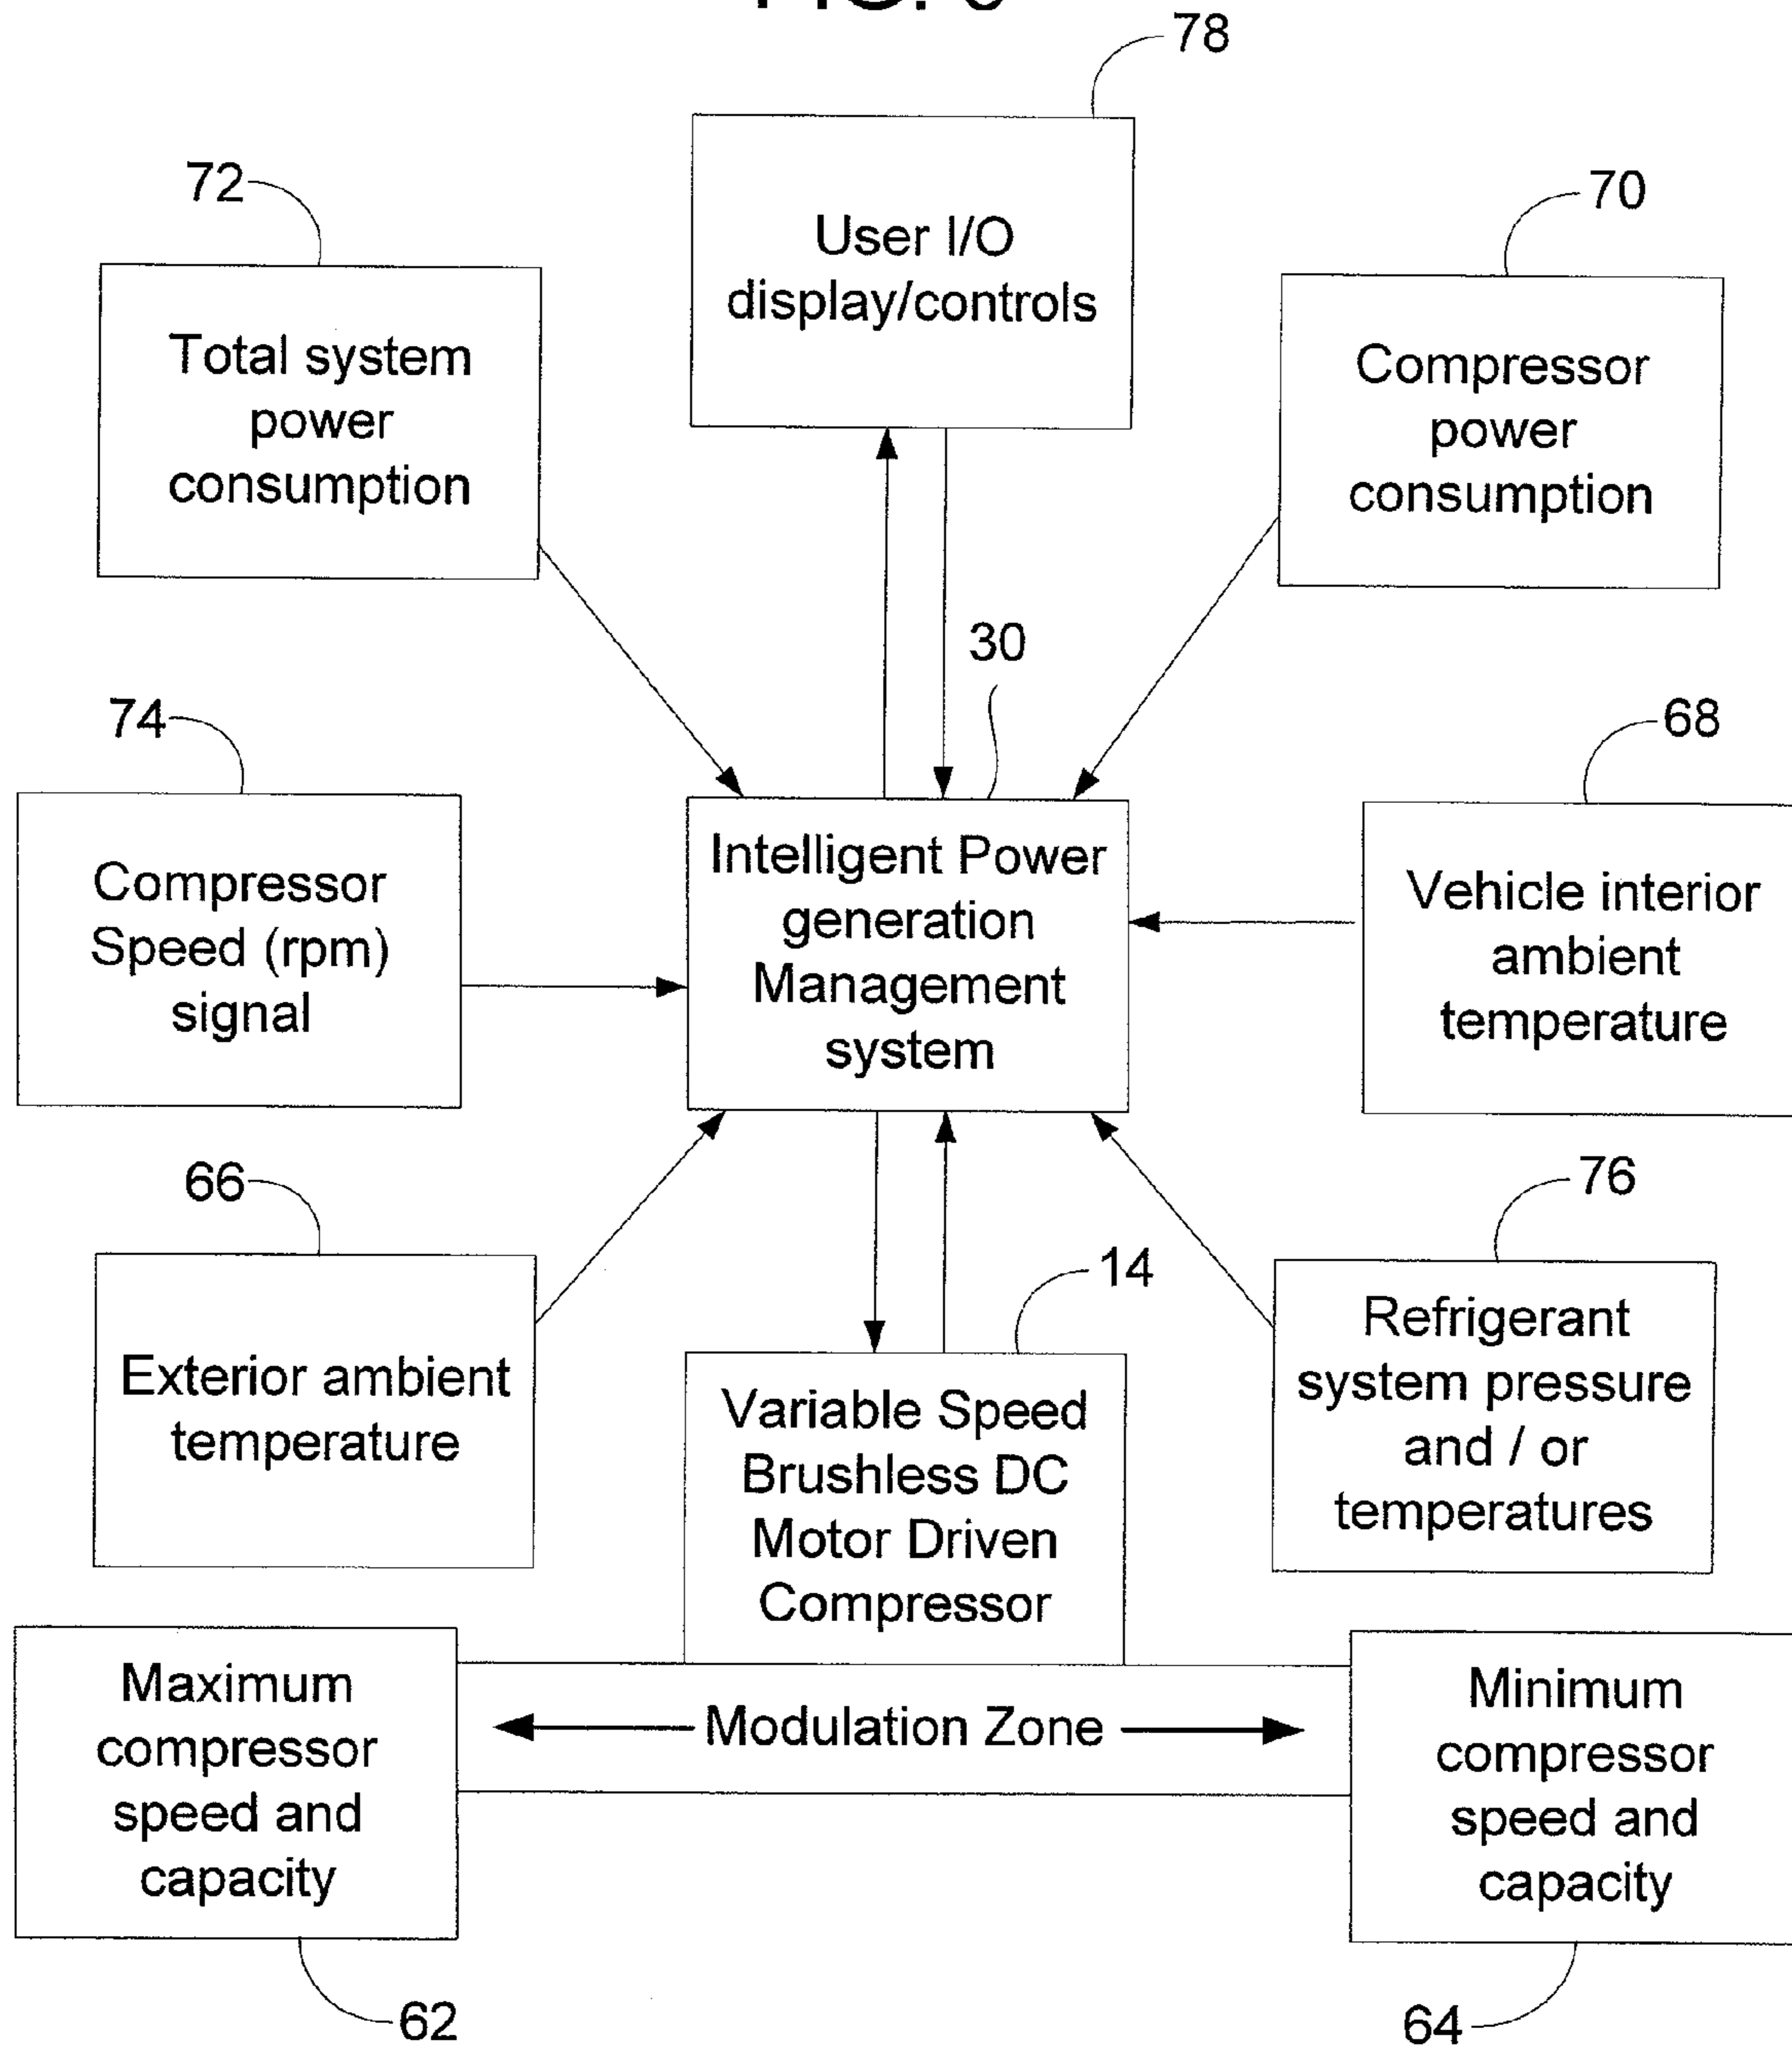 78
72
70
User I/O
display/controls
Total system
power
consumption
Compressor
power
consumption
30
74
68
Intelligent Power
generation
Management
system
Compressor
Speed (rpm)
signal
Vehicle interior
ambient
temperature
66
76
14
Exterior ambient
temperature
Variable Speed
Brushless DC
Motor Driven
Compressor
Refrigerant
system pressure
and / or
temperatures
Maximum
compressor
speed and
capacity
Modulation Zone
Minimum
compressor
speed and
capacity
62
64